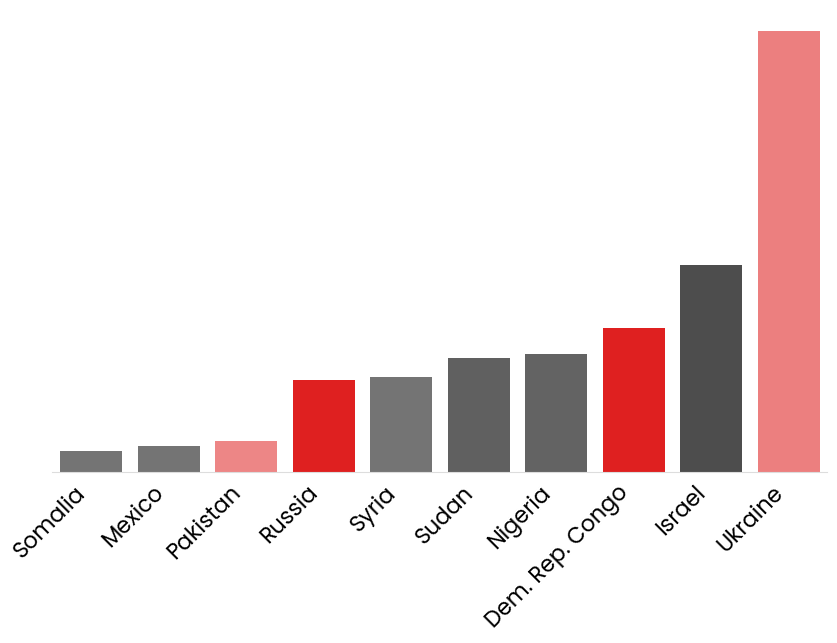 Somalia
Mexico
Pakistan
Russia
Syria
Sudan
Nigeria
Dem. Rep. Congo
Israel
Ukraine